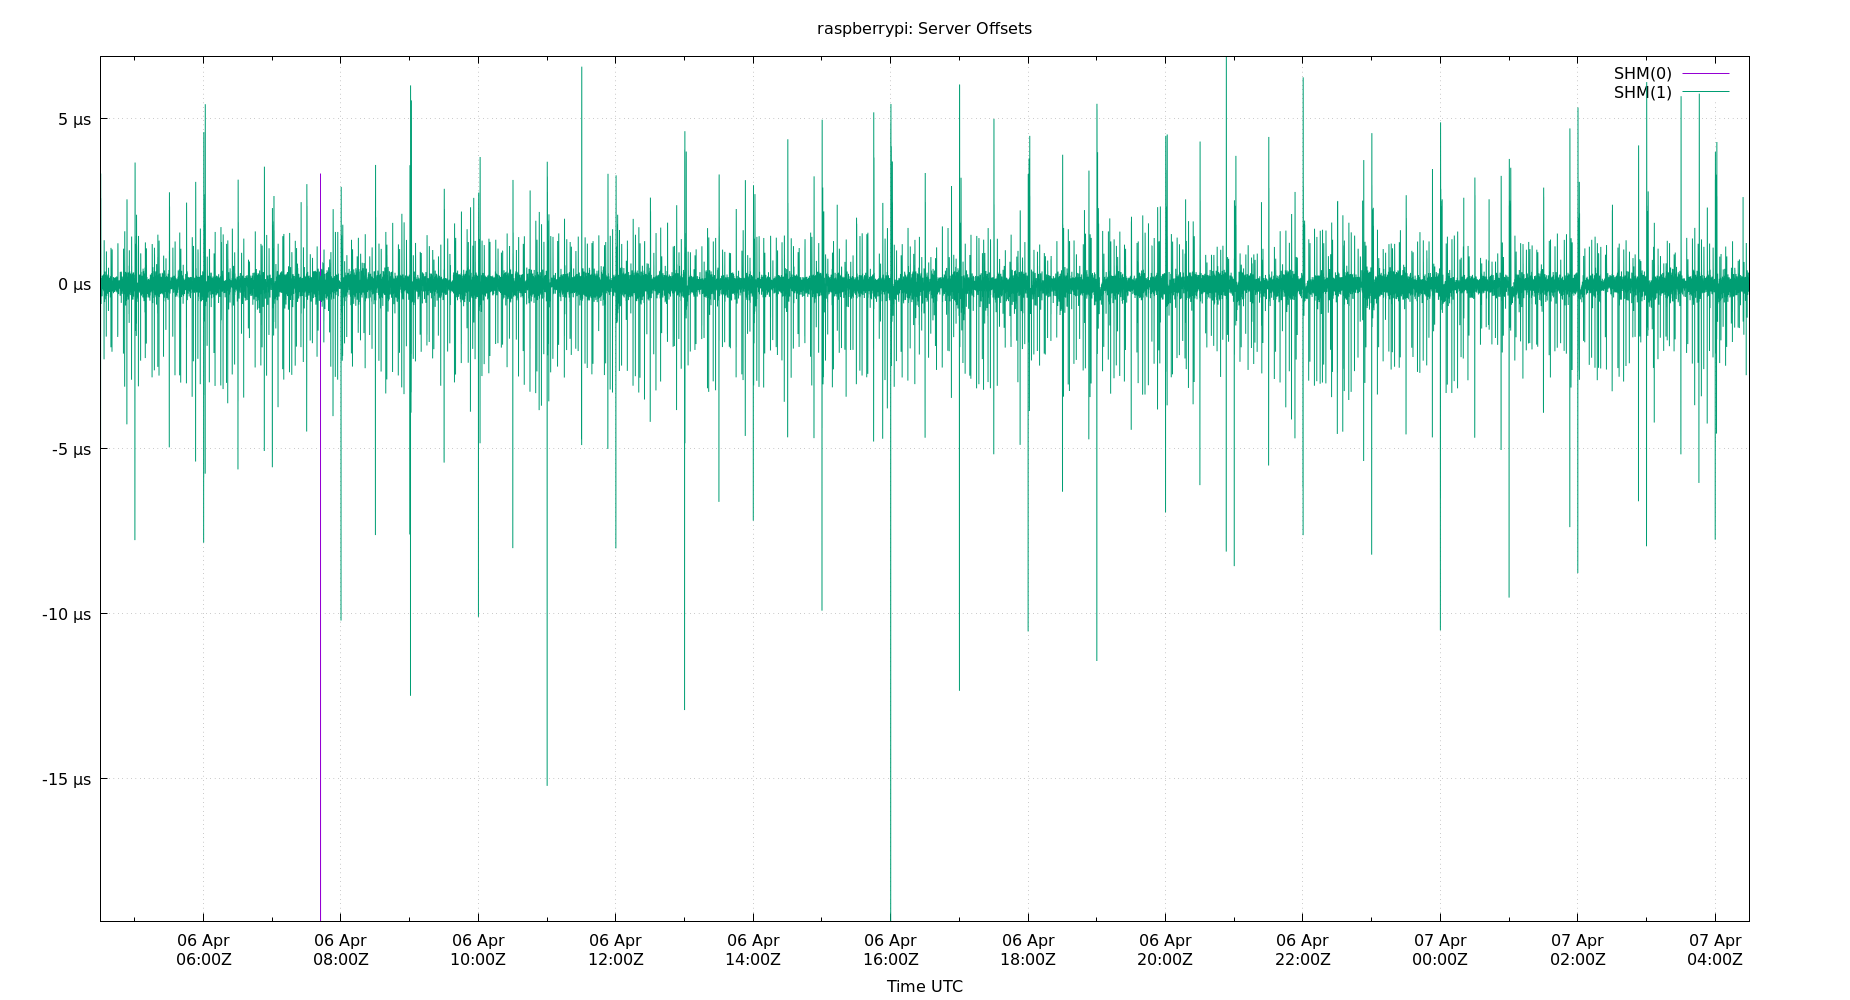 raspberrypi: Server Offsets
SHM(0)
SHM(1)
5 µs
0 µs
-5 µs
-10 µs
-15 µs
06 Apr 06 Apr 06 Apr 06 Apr 06 Apr 06 Apr 06 Apr 06 Apr 06 Apr 07 Apr 07 Apr 07 Apr
06:00Z 08:00Z 10:00Z 12:00Z 14:00Z 16:00Z 18:00Z 20:00Z 22:00Z 00:00Z 02:00Z 04:00Z
Time UTC